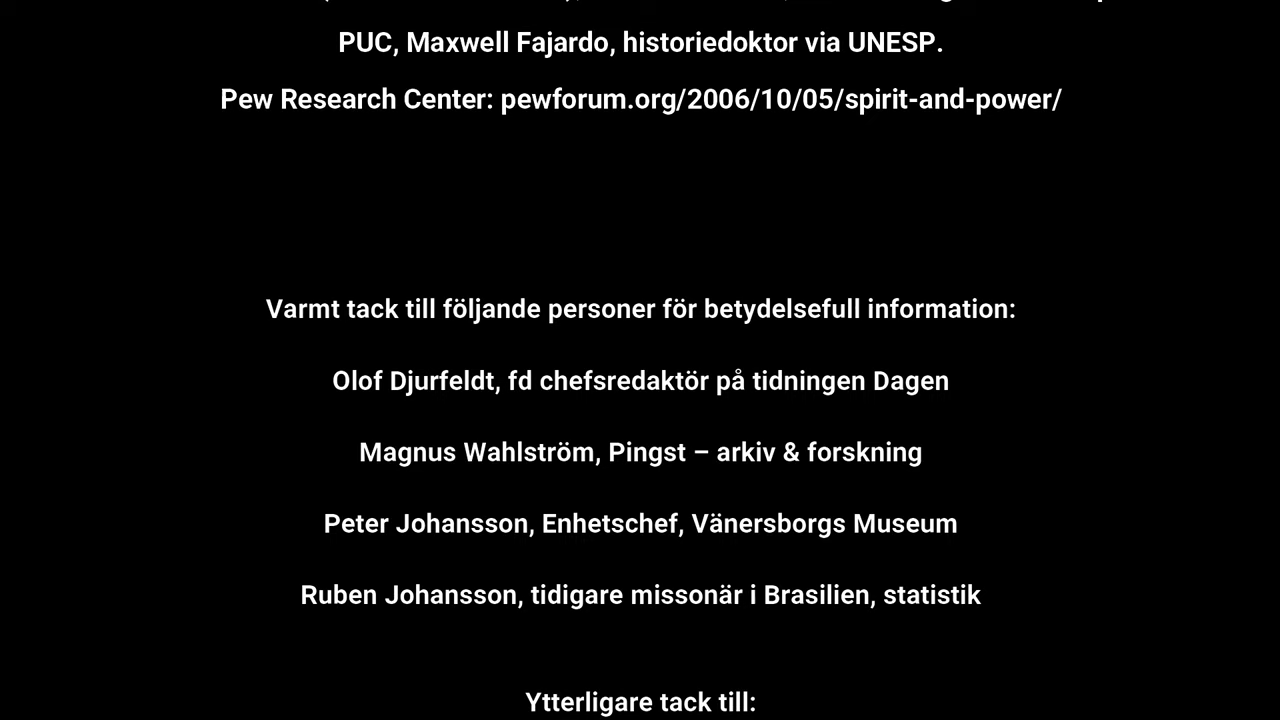 PUC, Maxwell Fajardo, historiedoktor via UNESP.
Pew Research Center: pewforum.org/2006/10/05/spirit-and-power/
Varmt tack till följande personer för betydelsefull information:
Olof Djurfeldt, fd chefsredaktör på tidningen Dagen
Magnus Wahlström, Pingst – arkiv & forskning
Peter Johansson, Enhetschef, Vänersborgs Museum
Ruben Johansson, tidigare missonär i Brasilien, statistik
Ytterligare tack till: